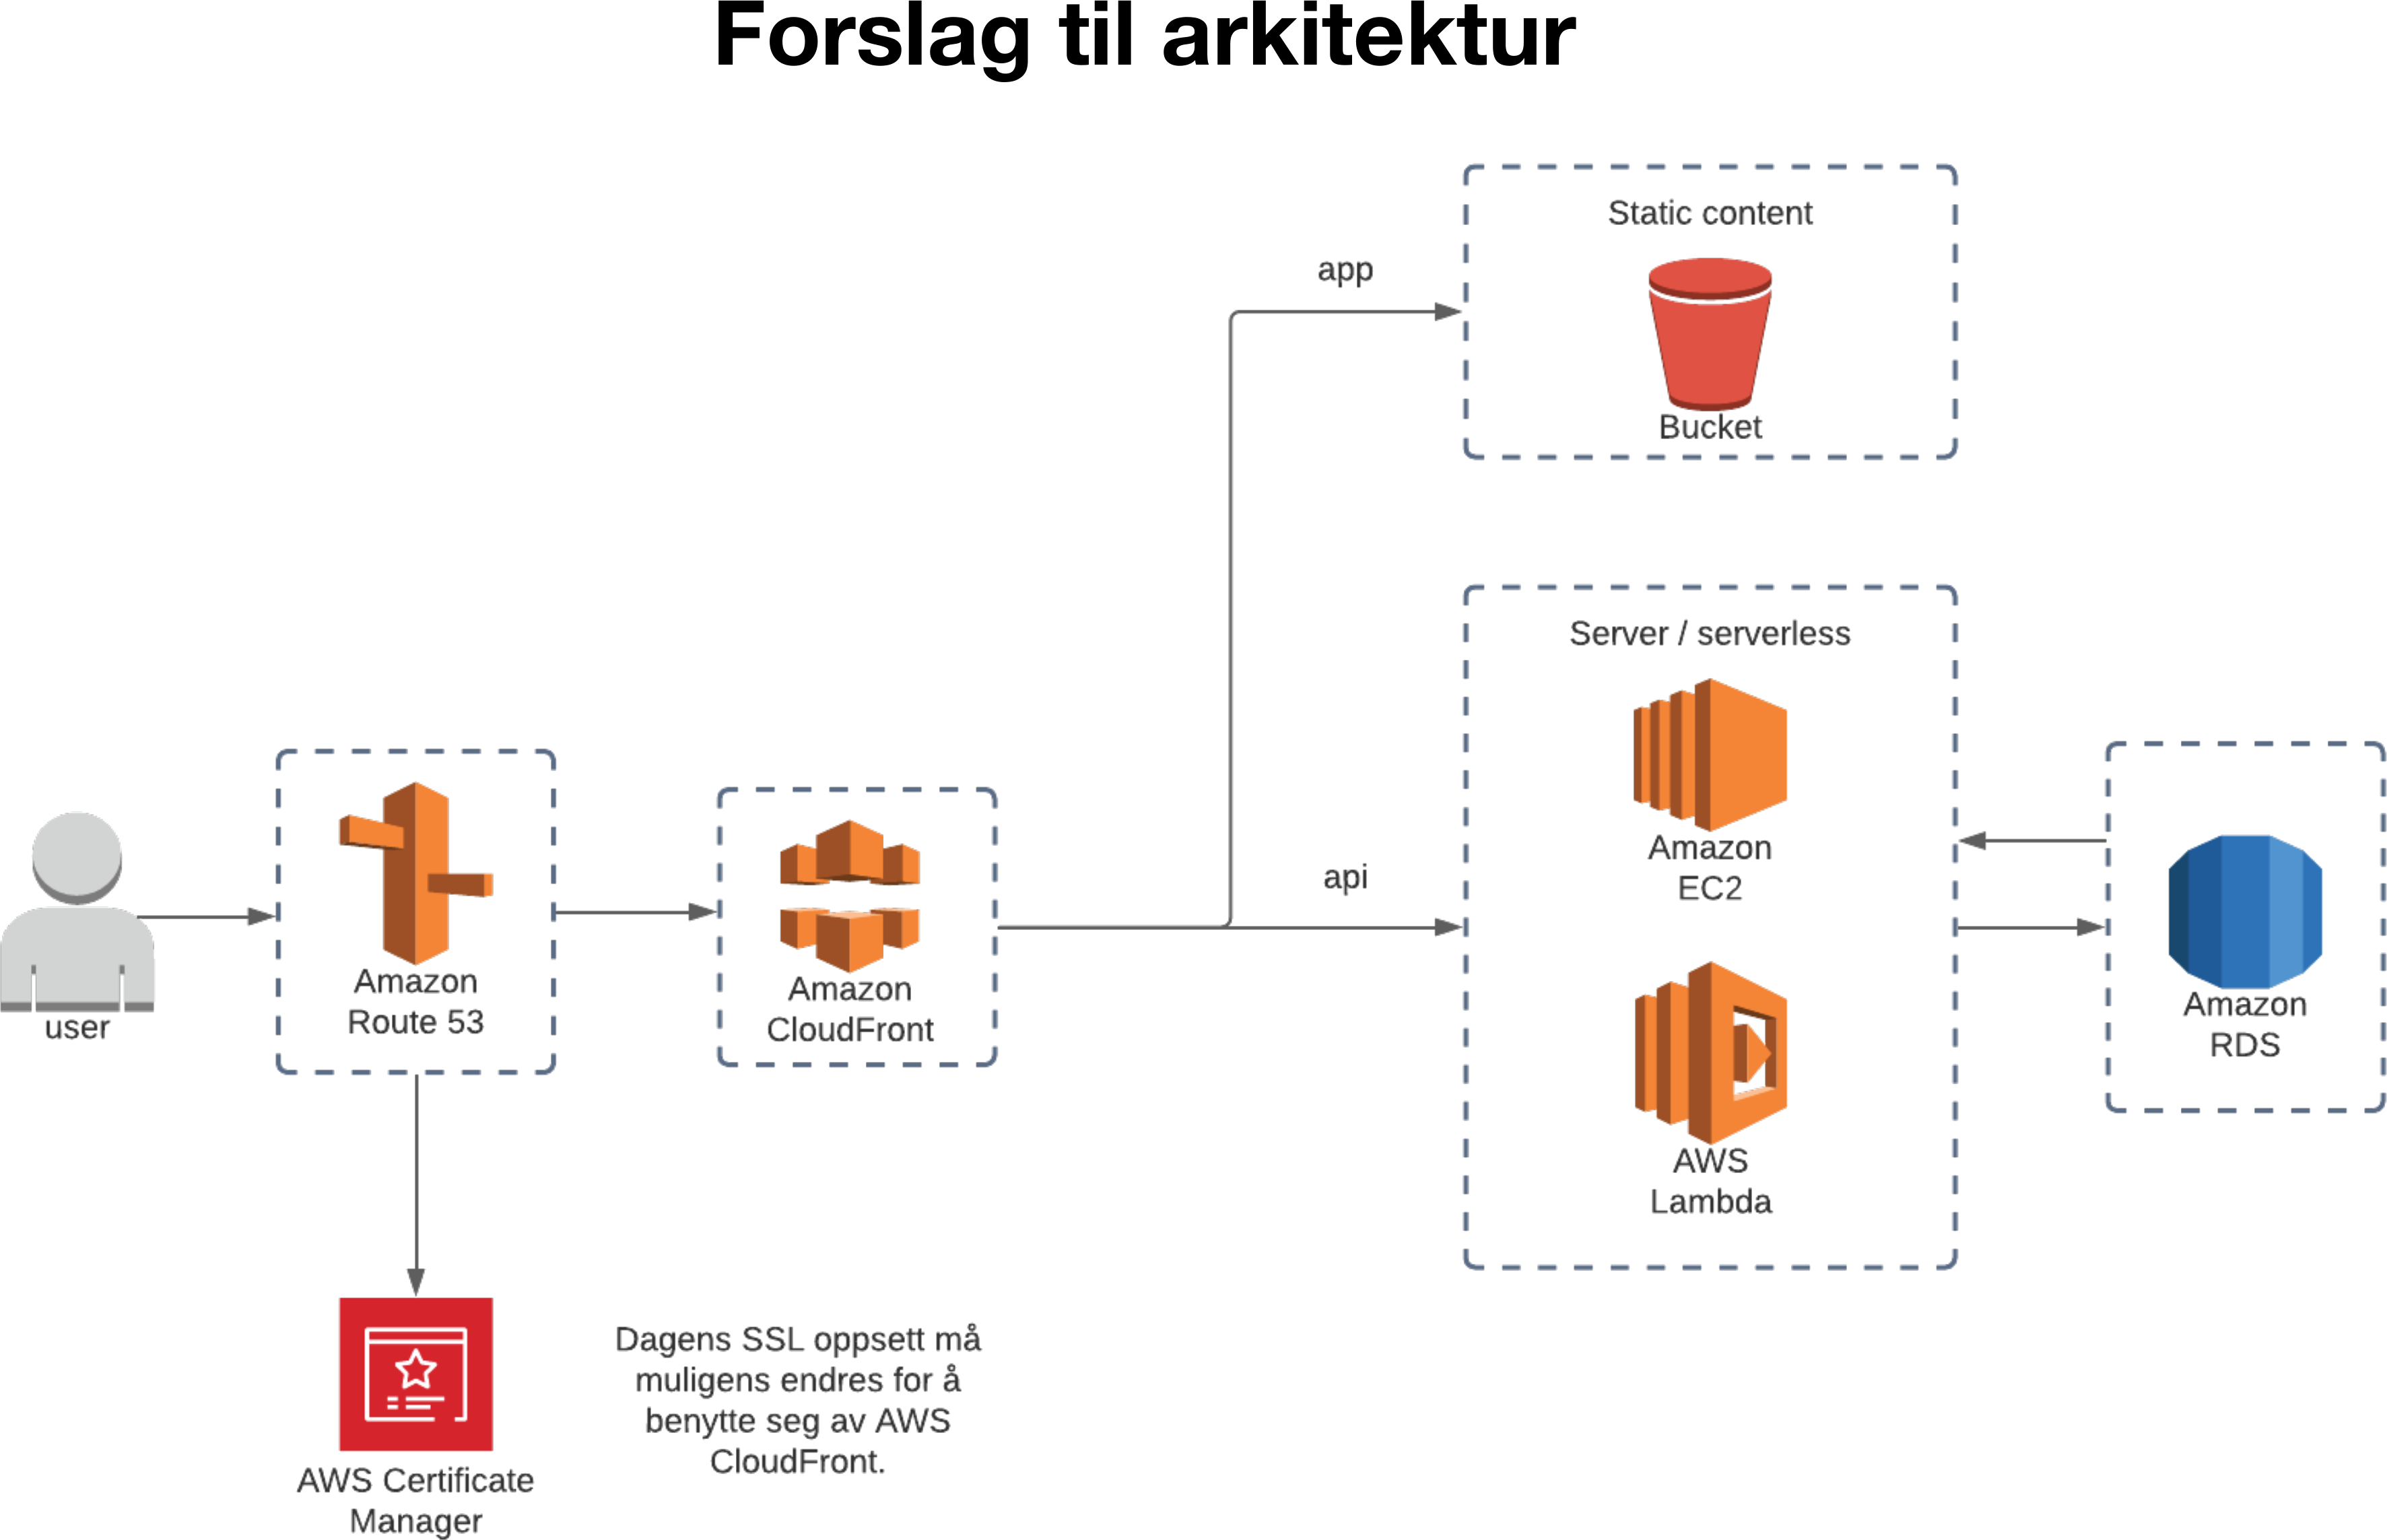 Forslag til arkitektur
Static content
app
Bucket
Server / serverless
Amazon
EC2
api
AWS
Lambda
user
Amazon
Route 53
Amazon
CloudFront
Amazon
RDS
AWS Certificate
Manager
Dagens SSL oppsett må
muligens endres for å
benytte seg av AWS
CloudFront.